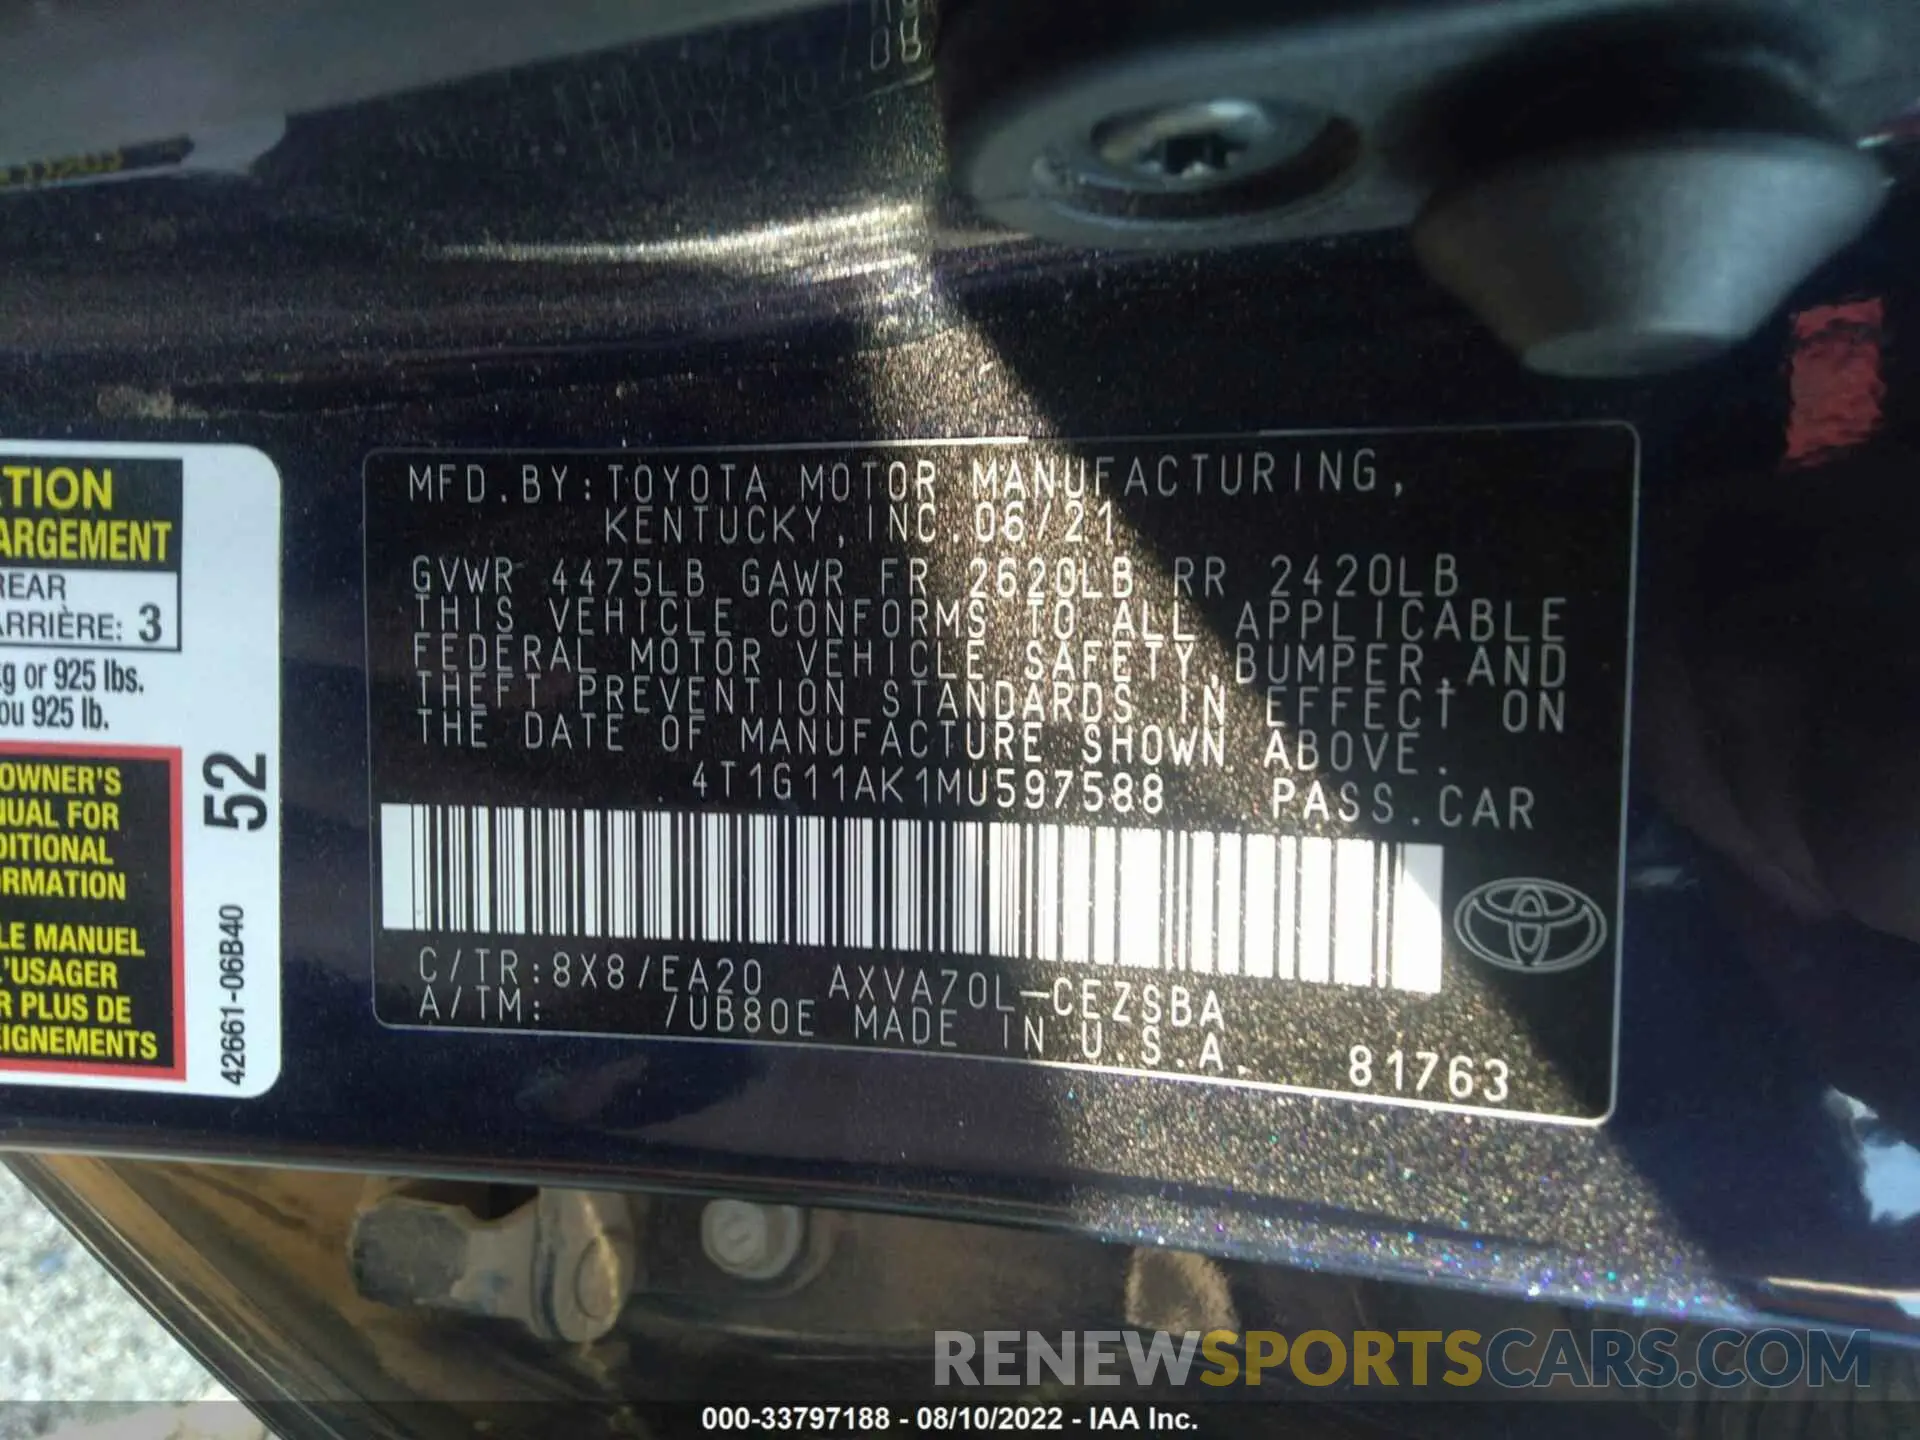 ATION
ARGEMENT
REAR
ARRIÈRE: 3
kg or 925 lbs.
ou 925 lb.
OWNER'S
NUAL FOR
DITIONAL
ORMATION
LE MANUEL
L'USAGER
R PLUS DE
EIGNEMENTS
52
42661-06B40
MFD.BY:TOYOTA MOTOR MANUFACTURING,
KENTUCKY,INC.06/21
GVWR 4475LB GAWR FR 2620LB RR 2420LB
THIS VEHICLE CONFORMS TO ALL APPLICABLE
FEDERAL MOTOR VEHICLE SAFETY,BUMPER,AND
THEFT PREVENTION STANDARDS IN EFFECT ON
THE DATE OF MANUFACTURE SHOWN ABOVE.
4T1G11AK1MU597588 PASS.CAR
C/TR:8X8/EA20 AXVA70L-CEZSBA
A/TM: /UB80E MADE IN U.S.A.
81763
RENEWSPORTSCARS.COM
000-33797188 - 08/10/2022 - IAA Inc.